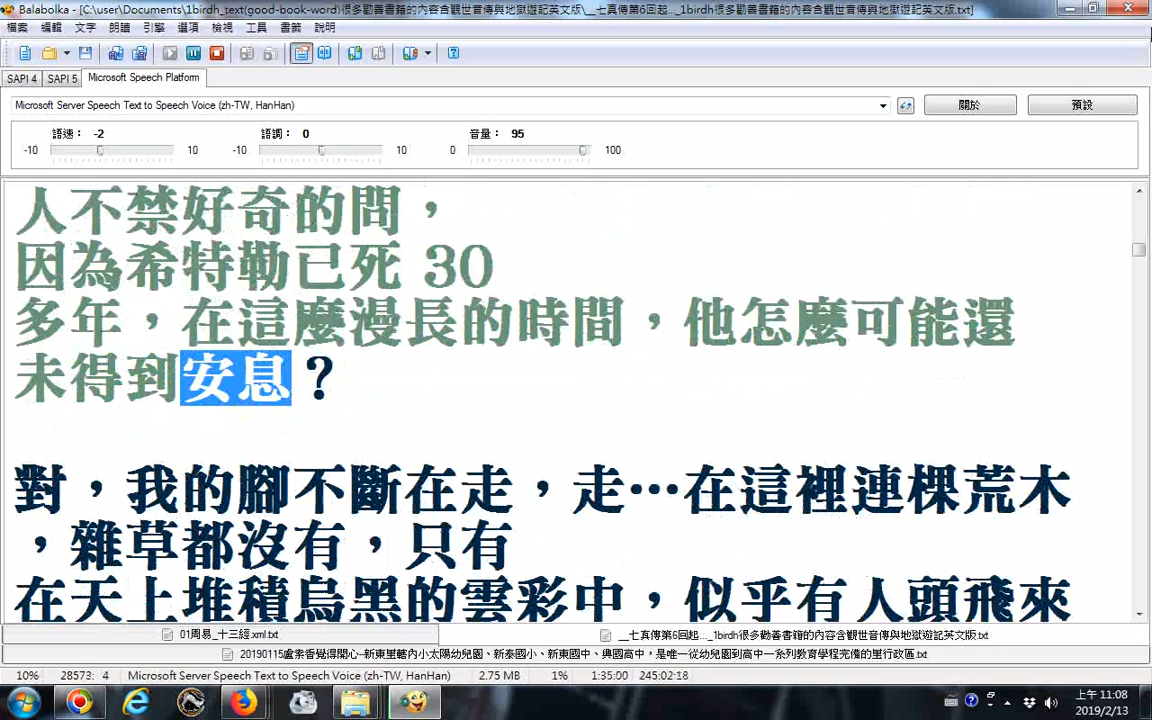 Balabolka - [C:\user\Documents\1birdh_text(good-book-word)很多勸善書籍的內容含觀世音傳與地獄遊記英文版\__七真傳第6回起..._1birdh很多勸善書籍的內容含觀世音傳與地獄遊記英文版.txt]
檔案 編輯 文字 朗讀 引擎 選項 檢視 工具 書籤 說明
SAPI 4 SAPI 5 Microsoft Speech Platform
Microsoft Server Speech Text to Speech Voice (zh-TW, HanHan) 關於 預設
語速： -2 語調： 0 音量： 95
-10 10 -10 10 0 100
人不禁好奇的問，
因為希特勒已死 30
多年，在這麼漫長的時間，他怎麼可能還
未得到安息？
對，我的腳不斷在走，走…在這裡連棵荒木
，雜草都沒有，只有
在天上堆積烏黑的雲彩中，似乎有人頭飛來
01周易_十三經.xml.txt __七真傳第6回起..._1birdh很多勸善書籍的內容含觀世音傳與地獄遊記英文版.txt
20190115盧素香覺得開心─新東里轄內小太陽幼兒園、新泰國小、新東國中、典國高中，是唯一從幼兒園到高中一系列教育學程完備的里行政區.txt
10% 28573: 4 Microsoft Server Speech Text to Speech Voice (zh-TW, HanHan) 2.75 MB 1% 1:35:00 245:02:18
上午 11:08
2019/2/13